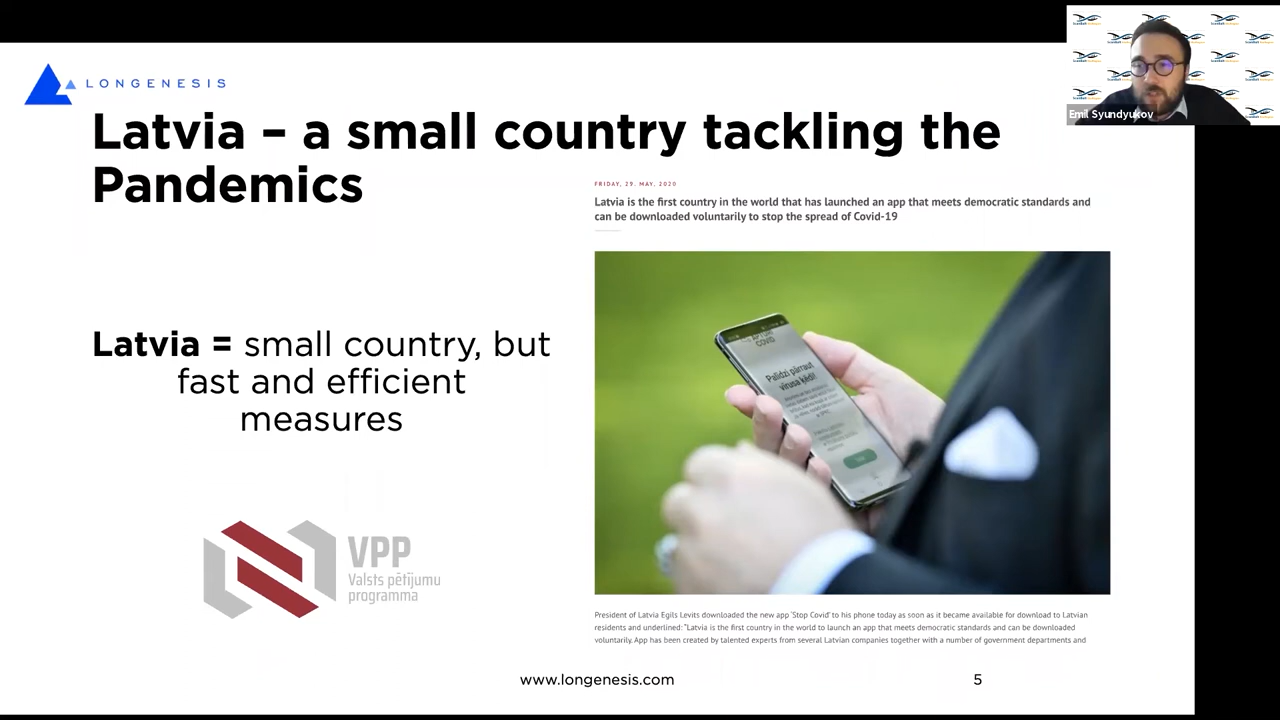 LONGENESIS
Latvia – a small country tackling the
Pandemics
Emil Syundyukov
FRIDAY, 29. MAY, 2020
Latvia is the first country in the world that has launched an app that meets democratic standards and
can be downloaded voluntarily to stop the spread of Covid-19
Latvia = small country, but
fast and efficient
measures
COVID
Palīdzi pārraut
vīrusa ķēdi!
VPP
Valsts pētījumu
programma
President of Latvia Egils Levits downloaded the new app 'Stop Covid' to his phone today as soon as it became available for download to Latvian
residents and underlined: "Latvia is the first country in the world to launch an app that meets democratic standards and can be downloaded
voluntarily. App has been created by talented experts from several Latvian companies together with a number of government departments and
www.longenesis.com
5